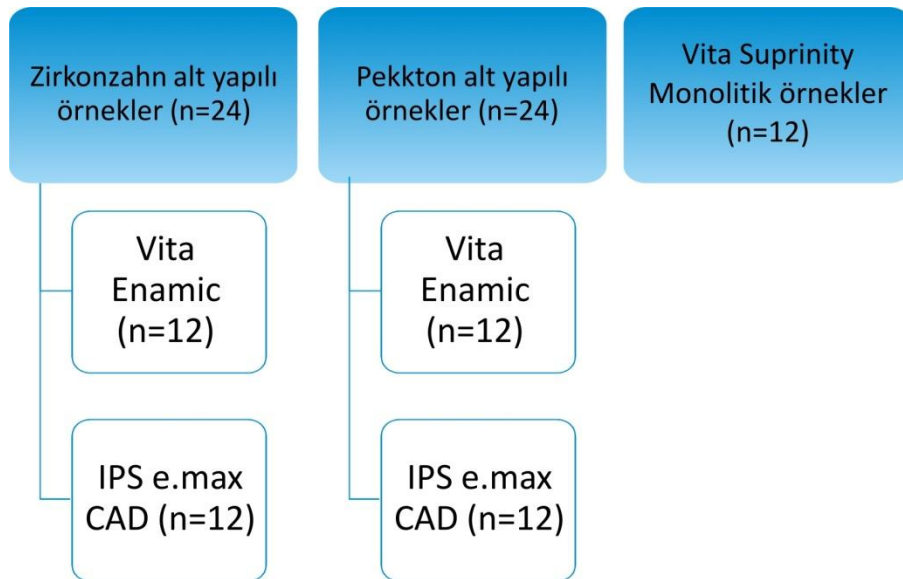 Zirkonzahn alt yapılı
örnekler (n=24)
Vita
Enamic
(n=12)
IPS e.max
CAD (n=12)
Pekkton alt yapılı
örnekler (n=24)
Vita
Enamic
(n=12)
IPS e.max
CAD (n=12)
Vita Suprinity
Monolitik örnekler
(n=12)